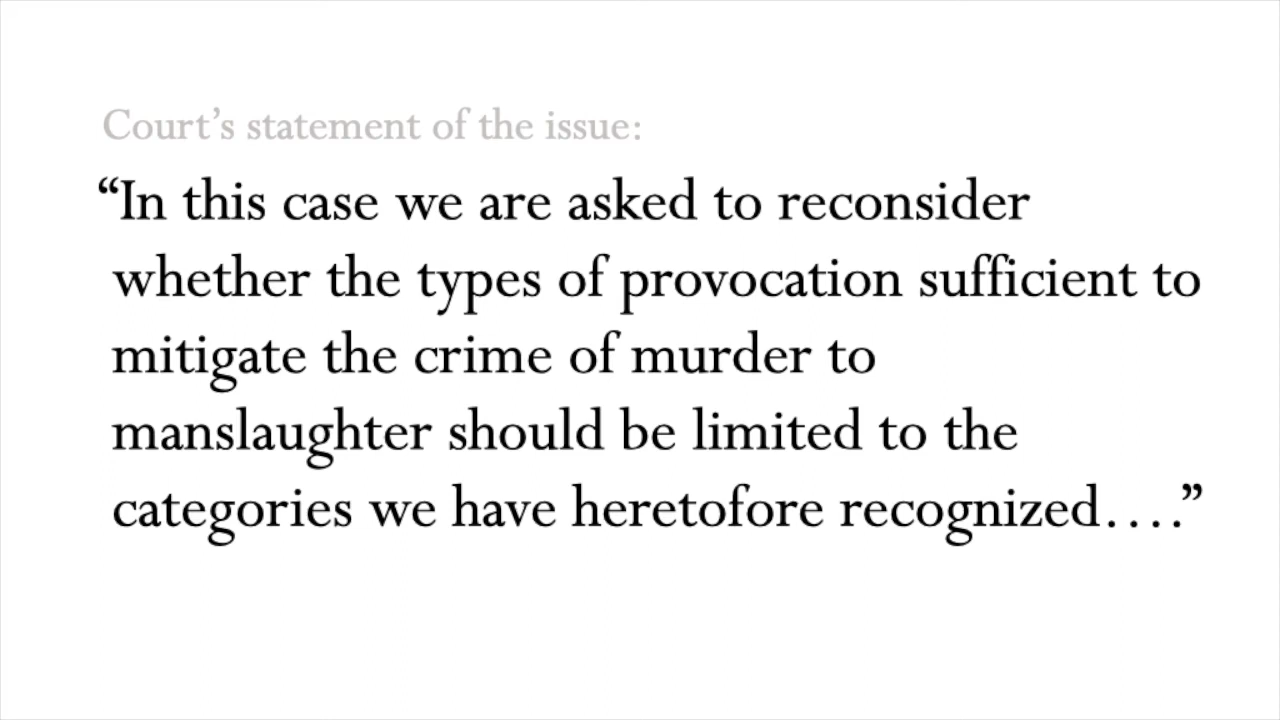 Court’s statement of the issue:
“In this case we are asked to reconsider
whether the types of provocation sufficient to
mitigate the crime of murder to
manslaughter should be limited to the
categories we have heretofore recognized….”